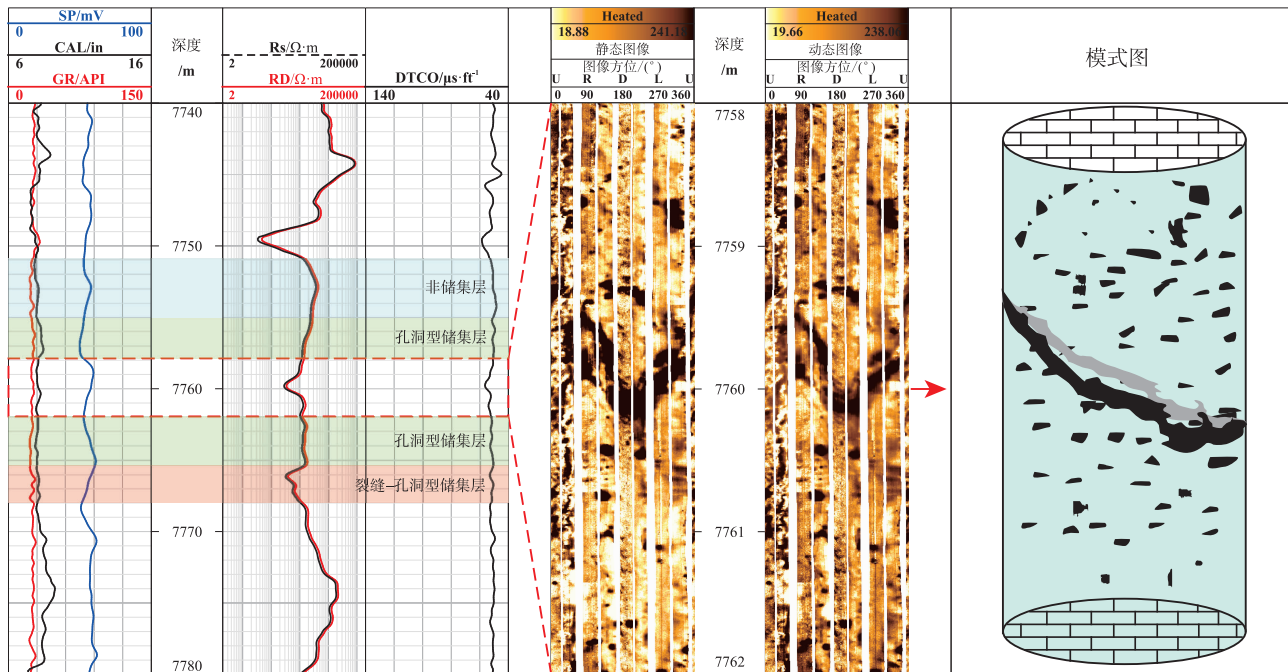 SP/mV
0 100
CAL/in
6 16
GR/API
0 150
深度
/m
Rs/Ω·m
2 200000
RD/Ω·m
2 200000
DTCO/μs·ft⁻¹
140 40
Heated
18.88
静态图像
图像方位/(°)
U R D L U
0 90 180 270 360
深度
/m
Heated
19.66
动态图像
图像方位/(°)
U R D L U
0 90 180 270 360
模式图
7740
7750
7760
7770
7780
非储集层
孔洞型储集层
孔洞型储集层
裂缝–孔洞型储集层
7758
7759
7760
7761
7762